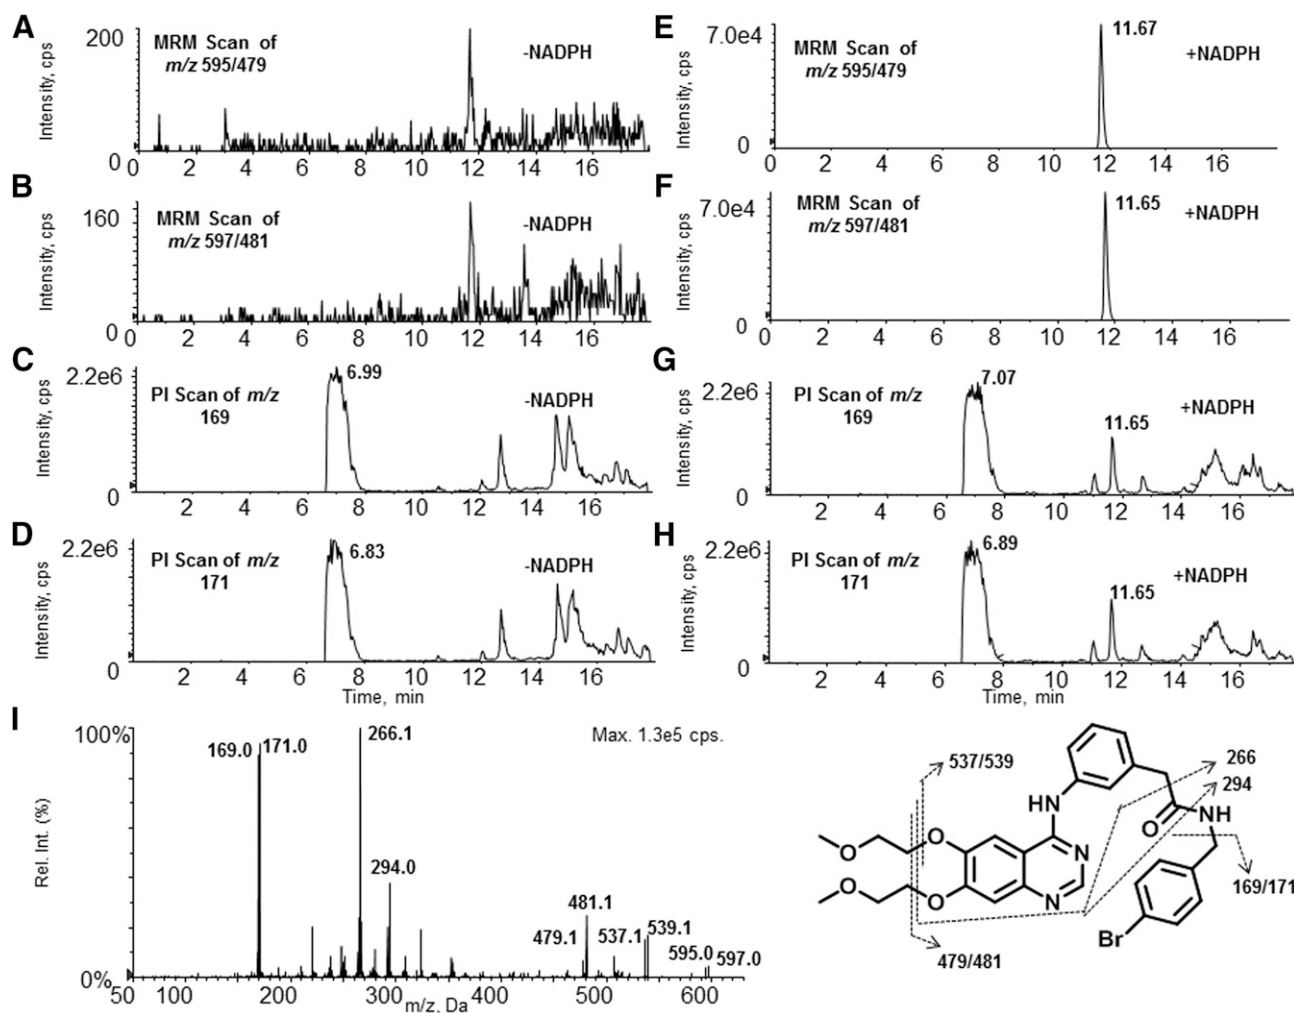 A
Intensity, cps
200
0
MRM Scan of
m/z 595/479
-NADPH
0 2 4 6 8 10 12 14 16
B
Intensity, cps
160
0
MRM Scan of
m/z 597/481
-NADPH
0 2 4 6 8 10 12 14 16
C
Intensity, cps
2.2e6
0
PI Scan of m/z
169
6.99
-NADPH
2 4 6 8 10 12 14 16
D
Intensity, cps
2.2e6
0
PI Scan of m/z
171
6.83
-NADPH
2 4 6 8 10 12 14 16
Time, min
E
Intensity, cps
7.0e4
0
MRM Scan of
m/z 595/479
11.67
+NADPH
0 2 4 6 8 10 12 14 16
F
Intensity, cps
7.0e4
0
MRM Scan of
m/z 597/481
11.65
+NADPH
0 2 4 6 8 10 12 14 16
G
Intensity, cps
2.2e6
0
PI Scan of m/z
169
7.07
11.65
+NADPH
2 4 6 8 10 12 14 16
H
Intensity, cps
2.2e6
0
PI Scan of m/z
171
6.89
11.65
+NADPH
2 4 6 8 10 12 14 16
Time, min
I
Rel. Int. (%)
100%
0%
Max. 1.3e5 cps.
169.0 171.0
266.1
294.0
481.1
479.1
537.1
539.1
595.0
597.0
50 100 200 300 400 500 600
m/z, Da
537/539
266
294
HN
O
NH
O
O
N
O
O
N
169/171
Br
479/481